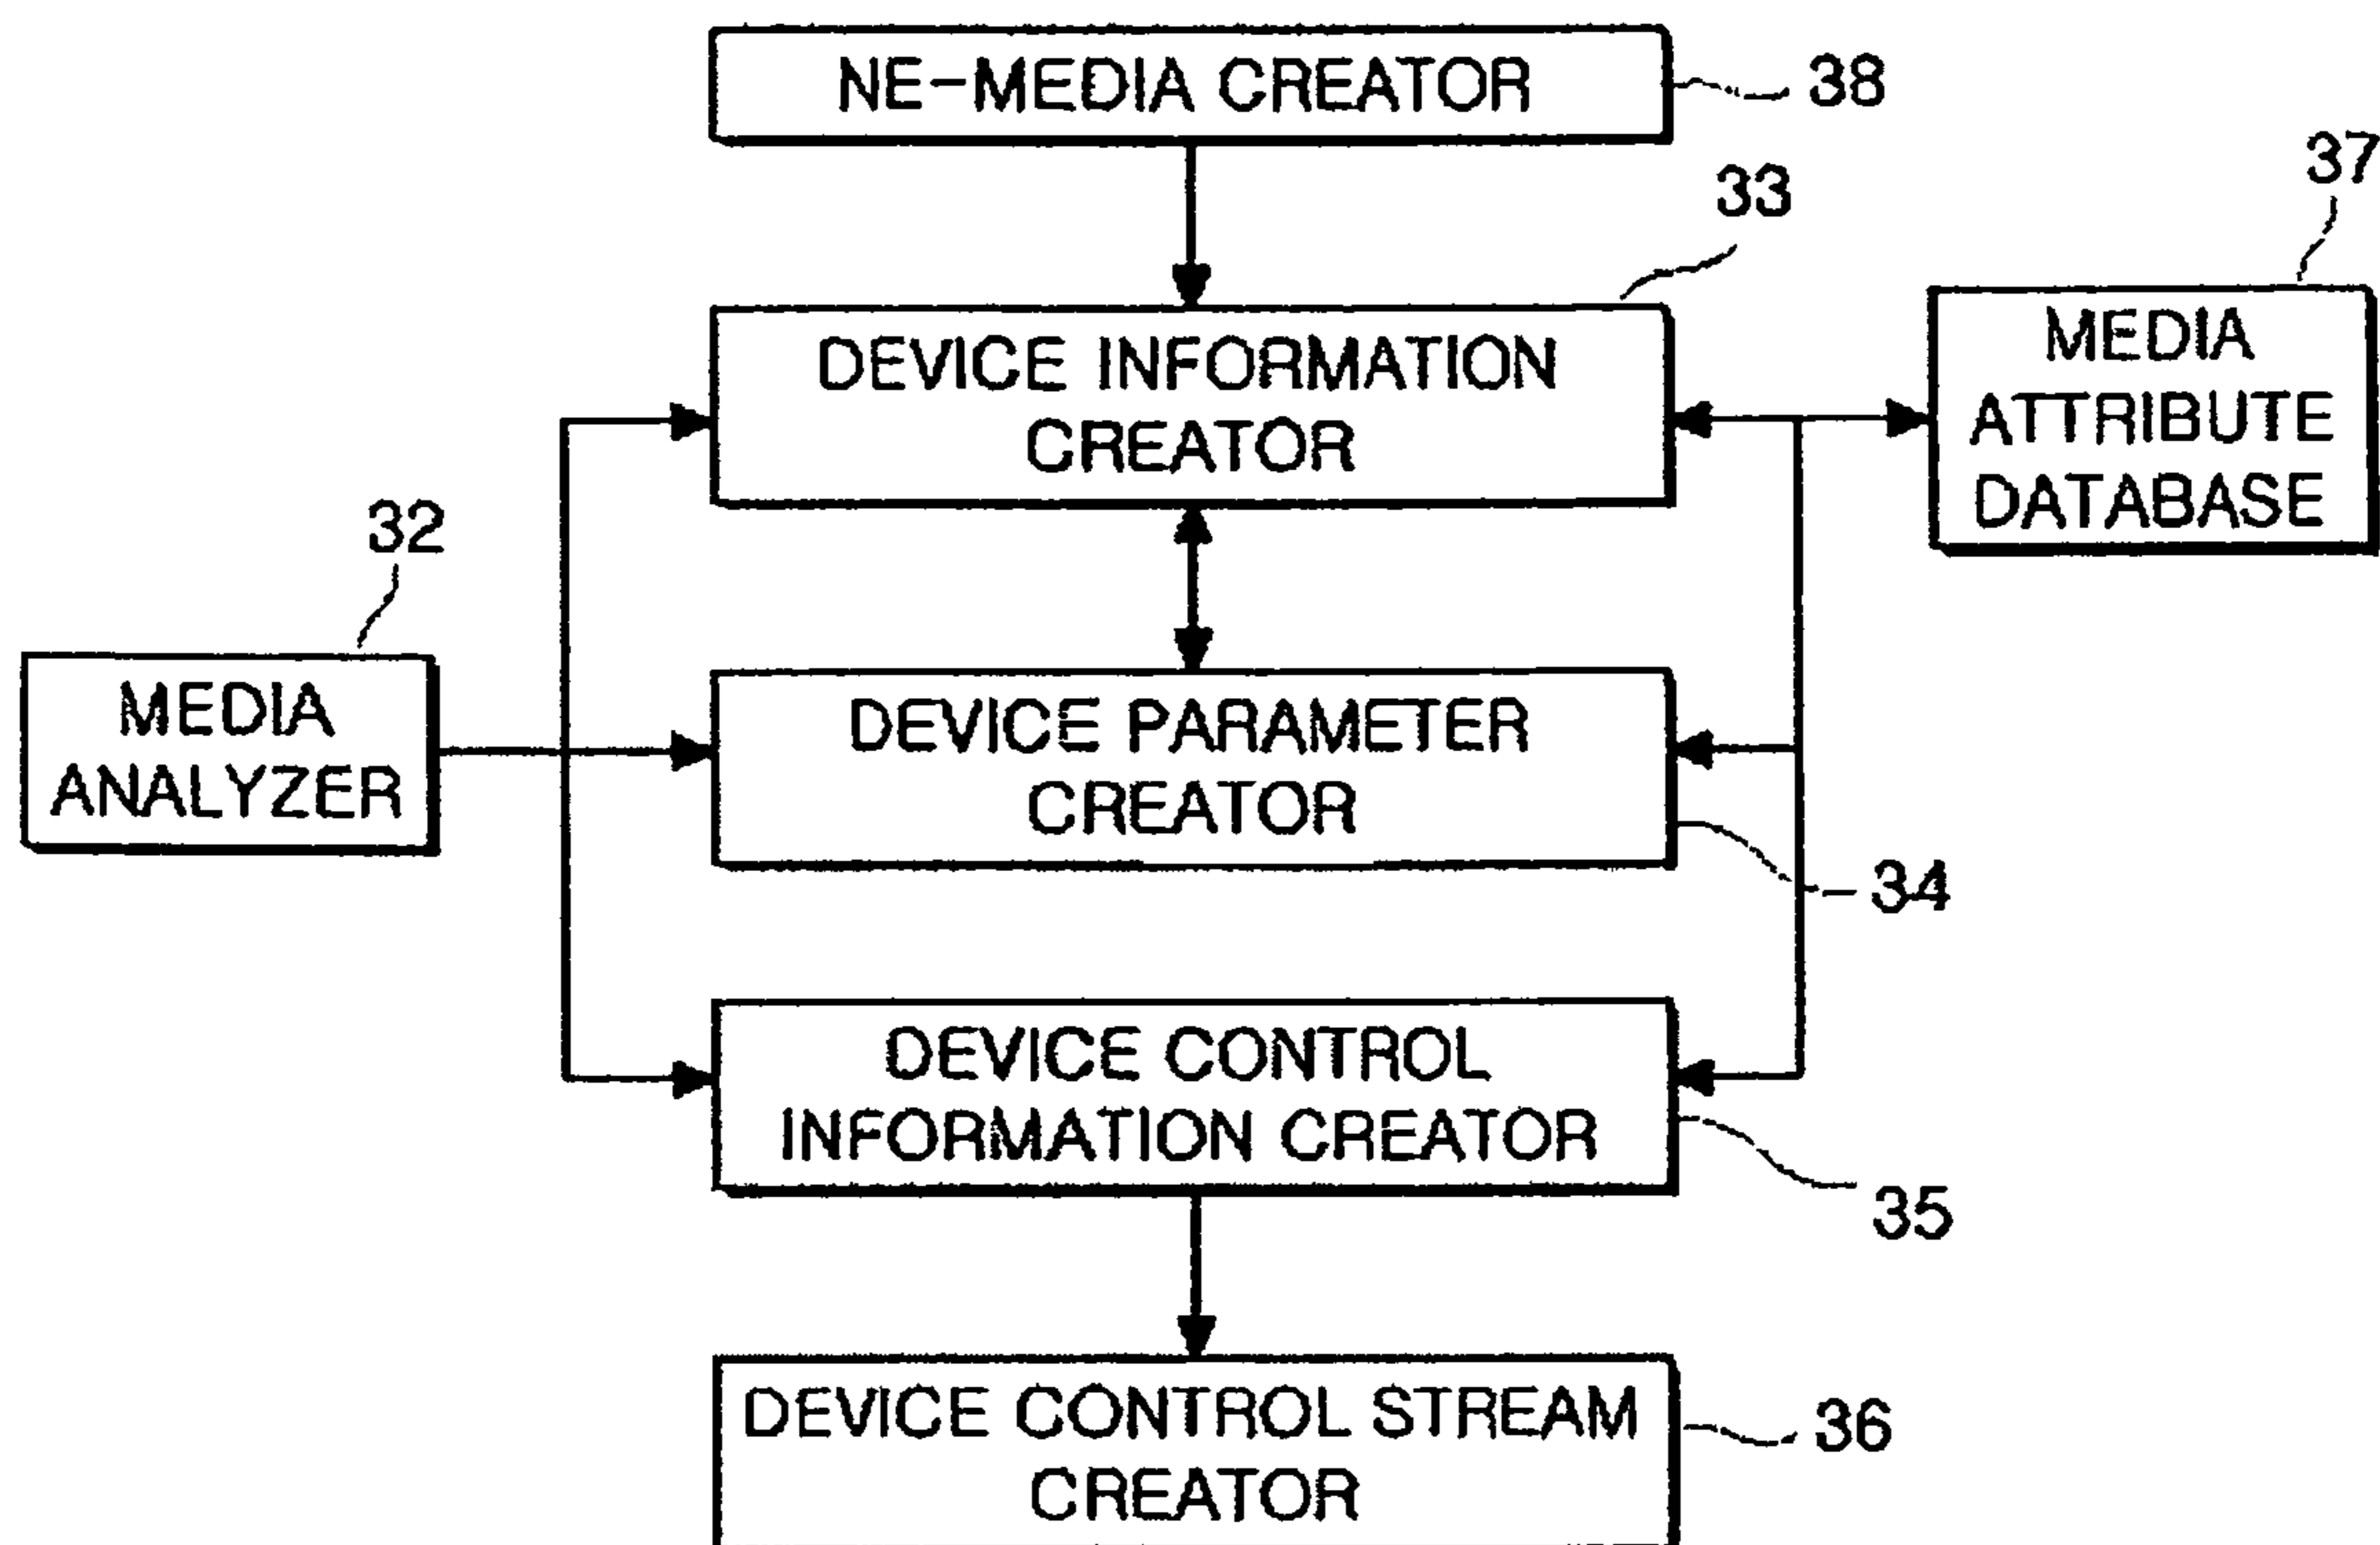 NE-MEDIA CREATOR
38
33
37
DEVICE INFORMATION
CREATOR
MEDIA
ATTRIBUTE
DATABASE
32
MEDIA
ANALYZER
DEVICE PARAMETER
CREATOR
34
DEVICE CONTROL
INFORMATION CREATOR
35
DEVICE CONTROL STREAM
CREATOR
36